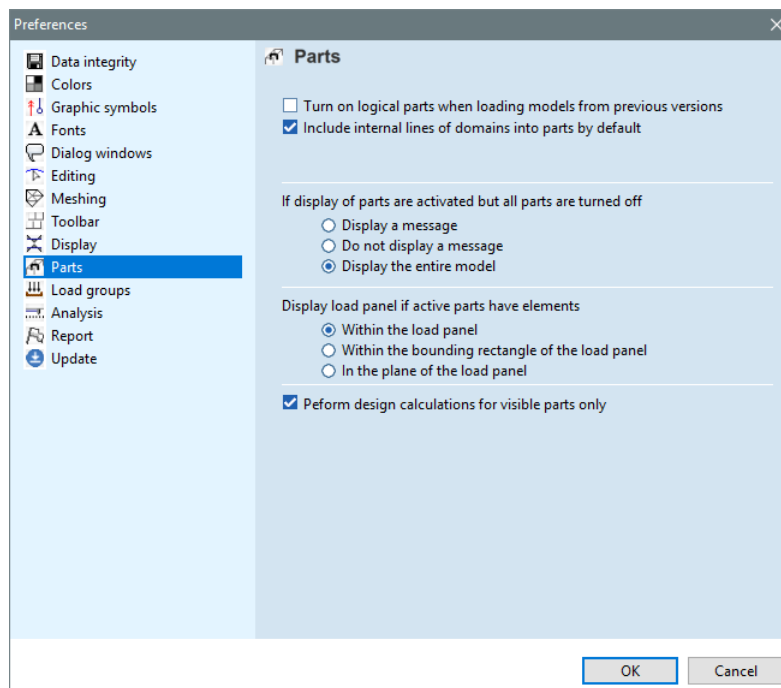 Preferences
Data integrity
Colors
Graphic symbols
Fonts
Dialog windows
Editing
Meshing
Toolbar
Display
Parts
Load groups
Analysis
Report
Update
Parts
Turn on logical parts when loading models from previous versions
Include internal lines of domains into parts by default
If display of parts are activated but all parts are turned off
Display a message
Do not display a message
Display the entire model
Display load panel if active parts have elements
Within the load panel
Within the bounding rectangle of the load panel
In the plane of the load panel
Peform design calculations for visible parts only
OK
Cancel